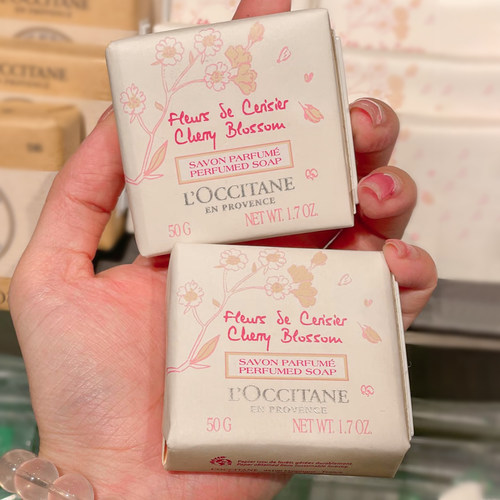 L'OCCITANE
Fleurs de Cerisier
Cherry Blossom
SAVON PARFUMÉ
PERFUMED SOAP
L'OCCITANE
EN PROVENCE
50 G NET WT. 1.7 OZ.
Fleurs de Cerisier
Cherry Blossom
SAVON PARFUMÉ
PERFUMED SOAP
L'OCCITANE
EN PROVENCE
50 G NET WT. 1.7 OZ.